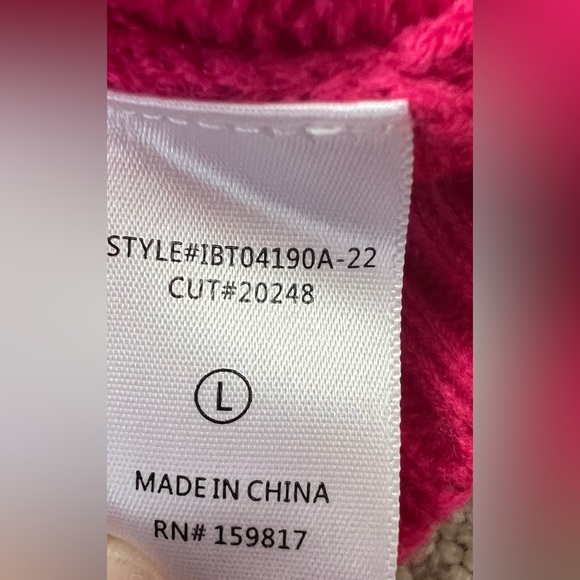 STYLE#IBT04190A-22
CUT#20248
L
MADE IN CHINA
RN# 159817